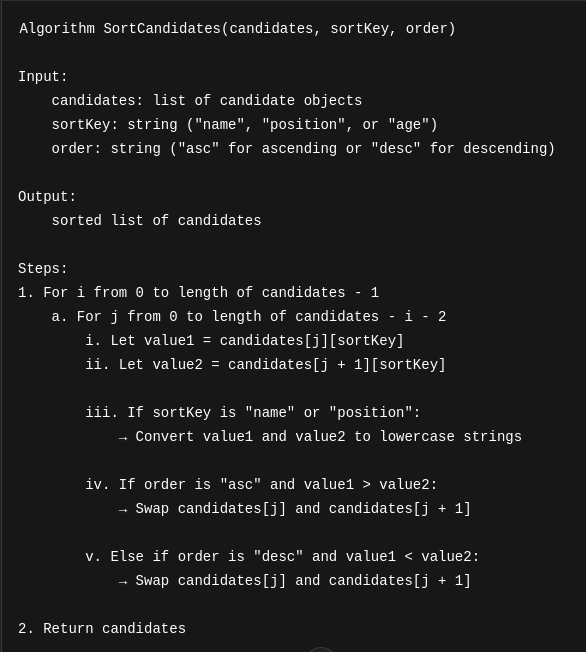 Algorithm SortCandidates(candidates, sortKey, order)
Input:
candidates: list of candidate objects
sortKey: string ("name", "position", or "age")
order: string ("asc" for ascending or "desc" for descending)
Output:
sorted list of candidates
Steps:
1. For i from 0 to length of candidates - 1
a. For j from 0 to length of candidates - i - 2
i. Let value1 = candidates[j][sortKey]
ii. Let value2 = candidates[j + 1][sortKey]
iii. If sortKey is "name" or "position":
→ Convert value1 and value2 to lowercase strings
iv. If order is "asc" and value1 > value2:
→ Swap candidates[j] and candidates[j + 1]
v. Else if order is "desc" and value1 < value2:
→ Swap candidates[j] and candidates[j + 1]
2. Return candidates